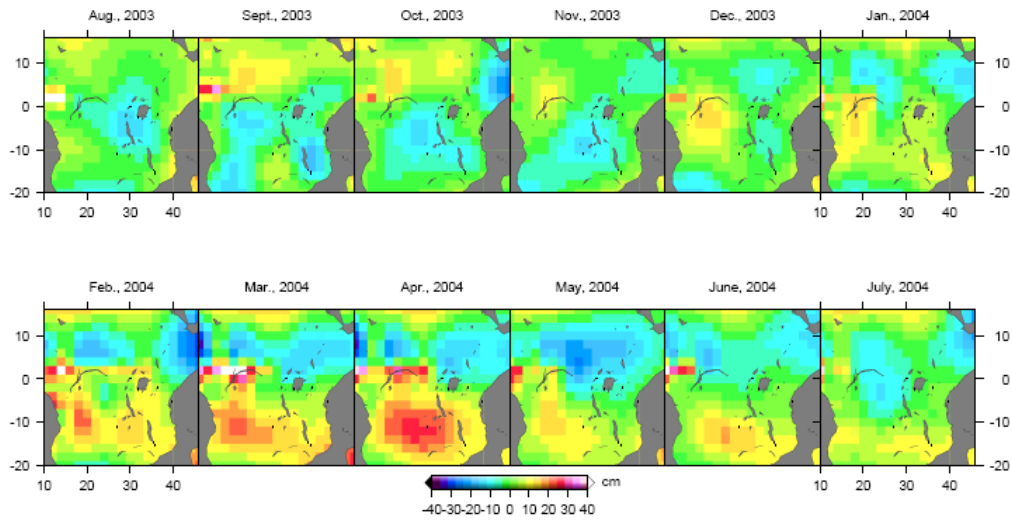 Aug., 2003 Sept., 2003 Oct., 2003 Nov., 2003 Dec., 2003 Jan., 2004
10 10
0 0
-10 -10
-20 -20
10 20 30 40 10 20 30 40
Feb., 2004 Mar., 2004 Apr., 2004 May, 2004 June, 2004 July, 2004
10 10
0 0
-10 -10
-20 -20
10 20 30 40 10 20 30 40
cm
-40-30-20-10 0 10 20 30 40